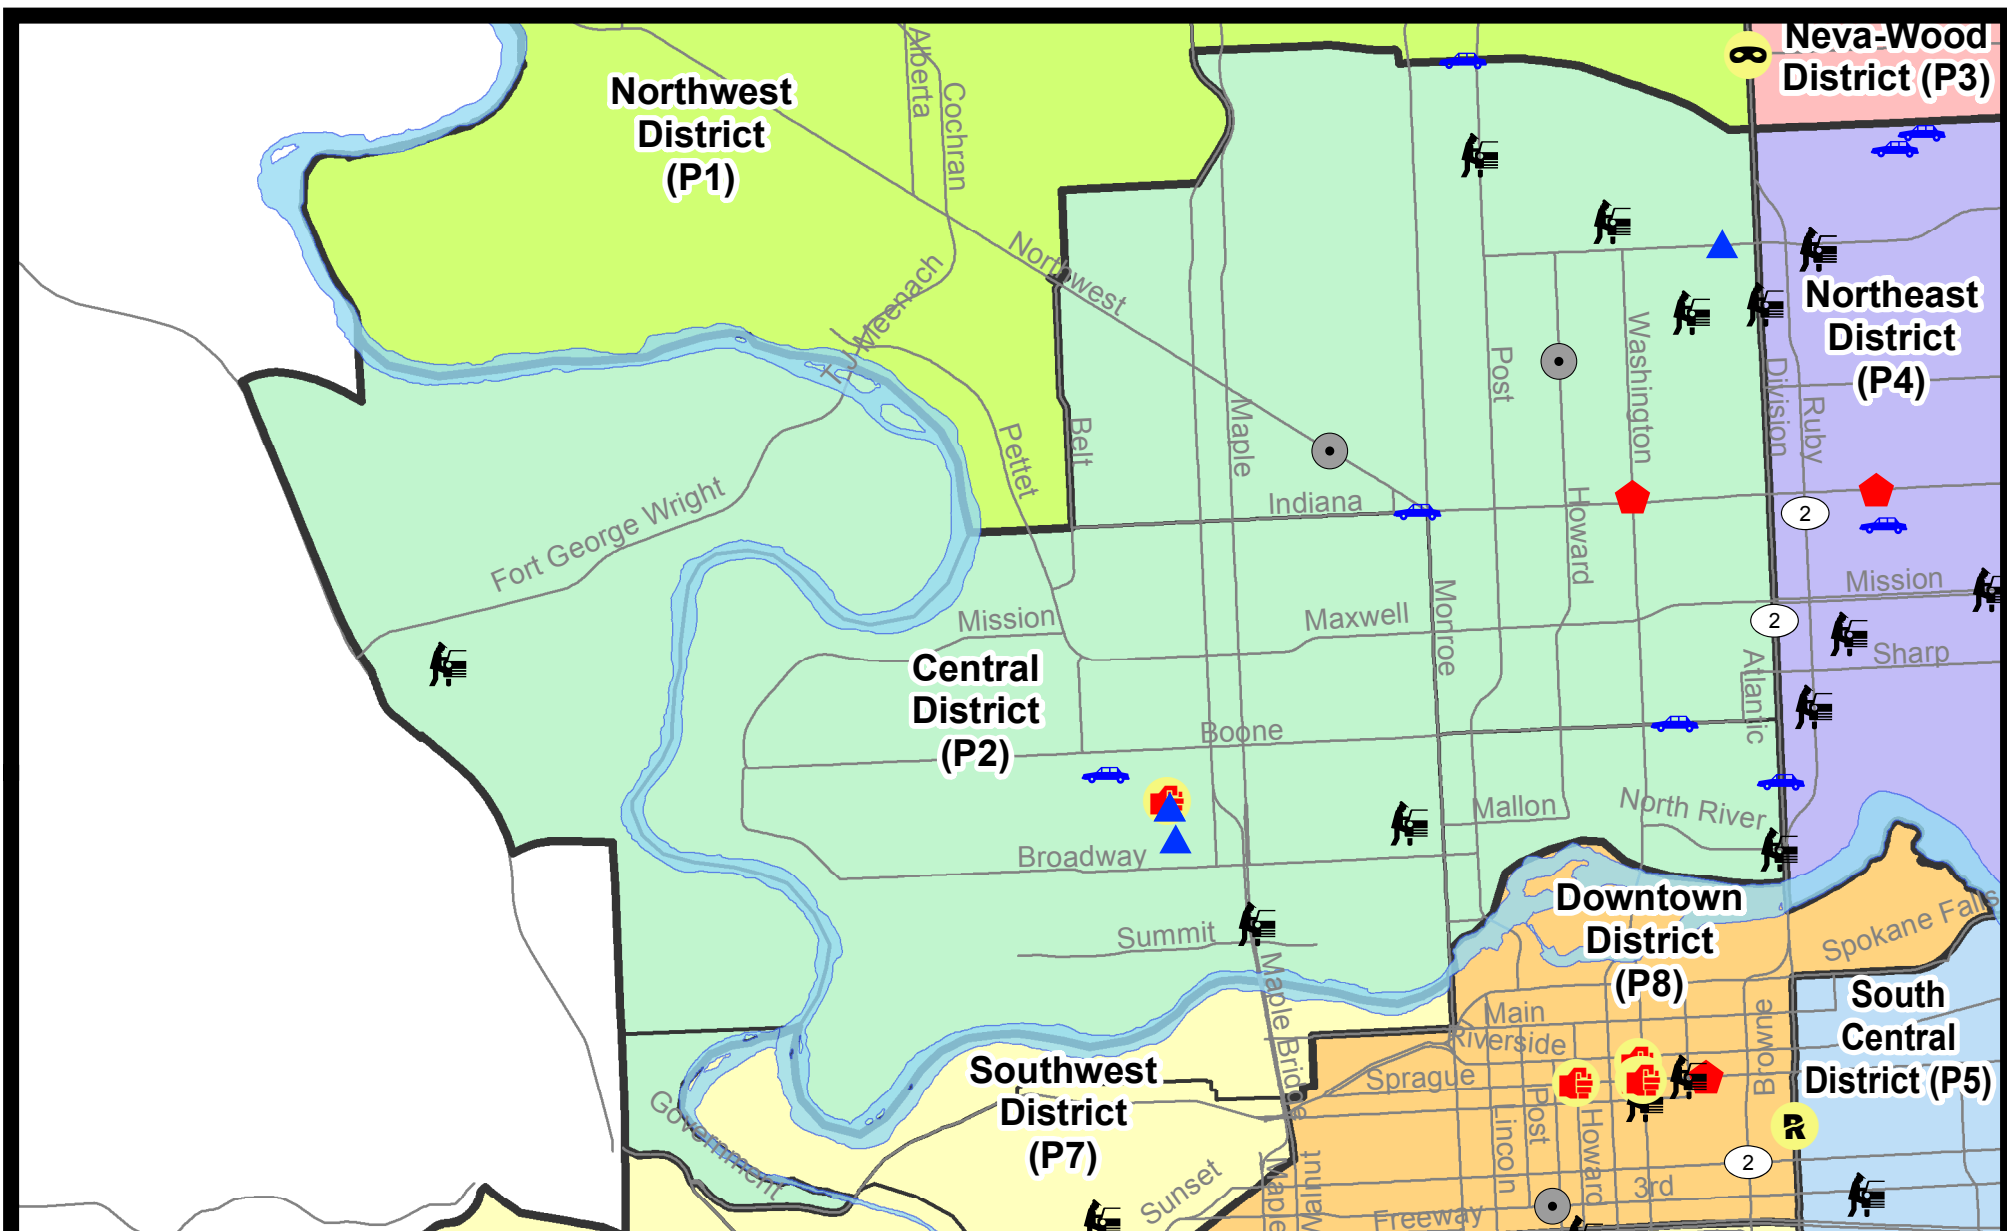 Neva-Wood
District (P3)
Alberta
Cochran
Northwest
District
(P1)
Northwest
T J Meenach
Northeast
District
(P4)
Washington
Post
Division
Ruby
Maple
Belt
Pettet
Indiana
Howard
2
Fort George Wright
Mission
Mission
Maxwell
Monroe
2
Sharp
Atlantic
Central
District
(P2)
Boone
Mallon
North River
Broadway
Downtown
District
(P8)
Spokane Falls
Summit
Maple Bridge
South
Central
District (P5)
Main
Riverside
Browne
Sprague
Southwest
District
(P7)
Government
Post
Lincoln
Howard
2
Sunset
Maple
Walnut
3rd
Freeway